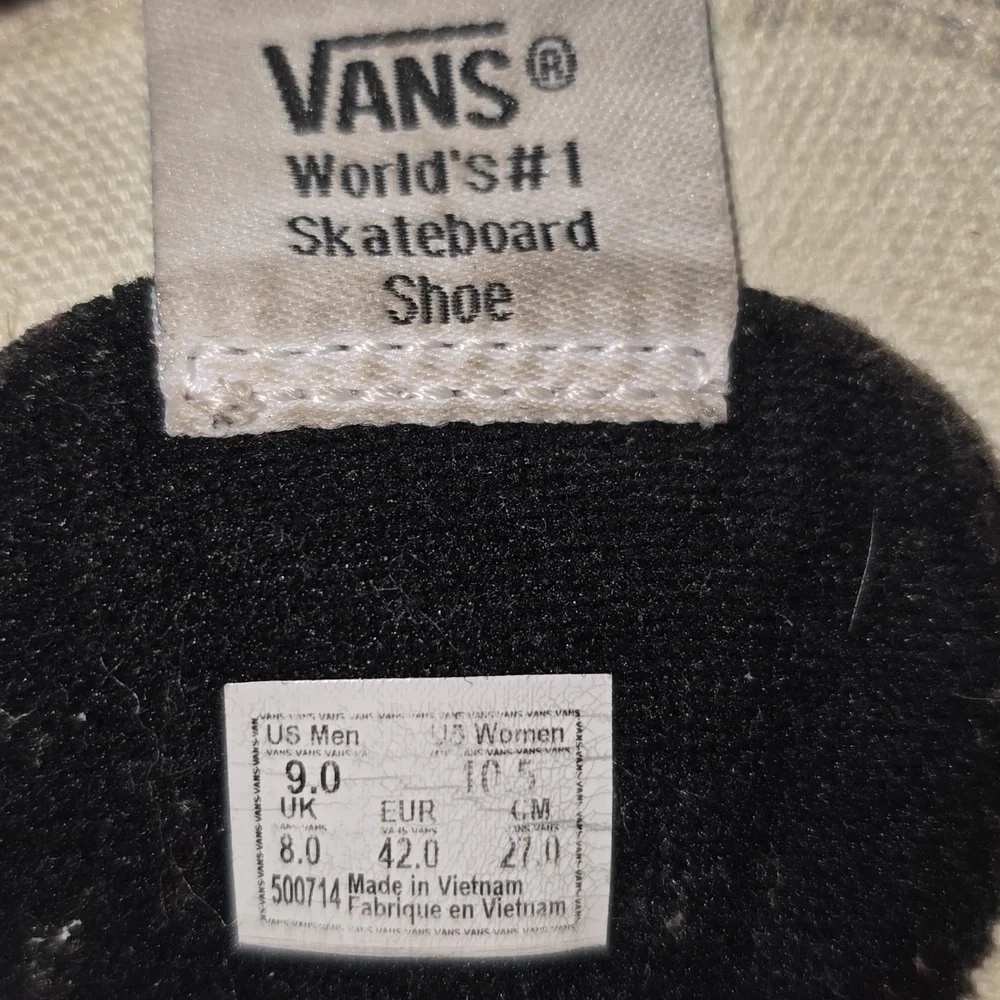 VANS®
World's #1
Skateboard
Shoe
US Men US Women
9.0 10.5
UK EUR CM
8.0 42.0 27.0
500714 Made in Vietnam
Fabrique en Vietnam